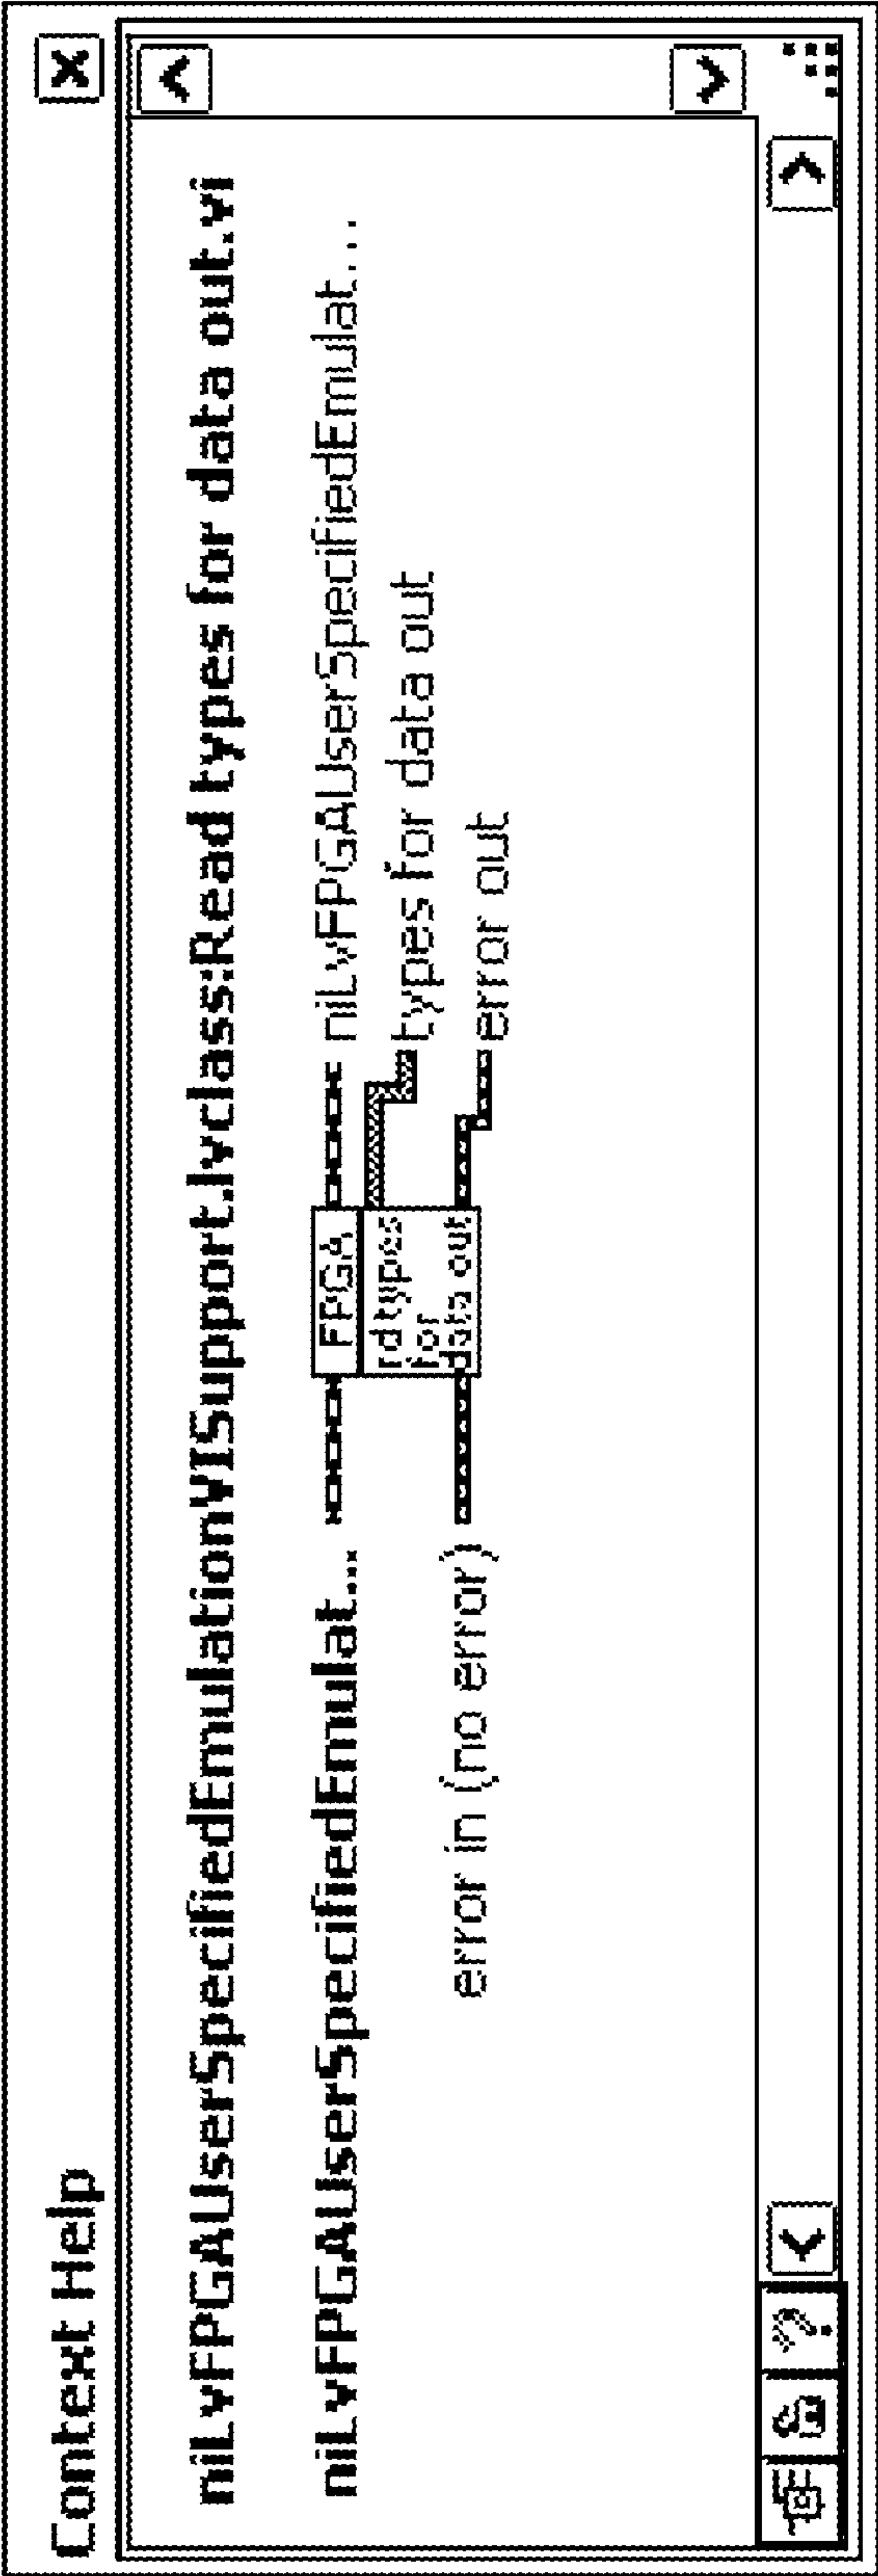 Context Help
niLvFPGAUserSpecifiedEmulationVISupport.lvclass:Read types for data out.vi
niLvFPGAUserSpecifiedEmulat... niLvFPGAUserSpecifiedEmulat...
FPGA
rd types
for
data out
types for data out
error in (no error) error out
?